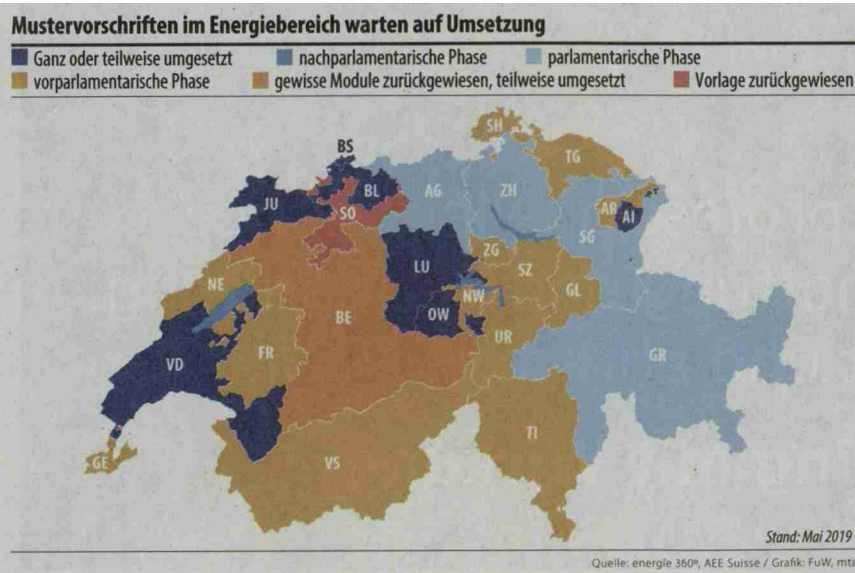 Mustervorschriften im Energiebereich warten auf Umsetzung
Ganz oder teilweise umgesetzt nachparlamentarische Phase parlamentarische Phase
vorparlamentarische Phase gewisse Module zurückgewiesen, teilweise umgesetzt Vorlage zurückgewiesen
SH
BS
TG
JU
BL
AG
ZH
SO
AR
AI
SG
LU
ZG
SZ
NE
NW
GL
BE
OW
UR
FR
GR
VD
TI
GE
VS
Stand: Mai 2019
Quelle: energie 360°, AEE Suisse / Grafik: FuW, mta